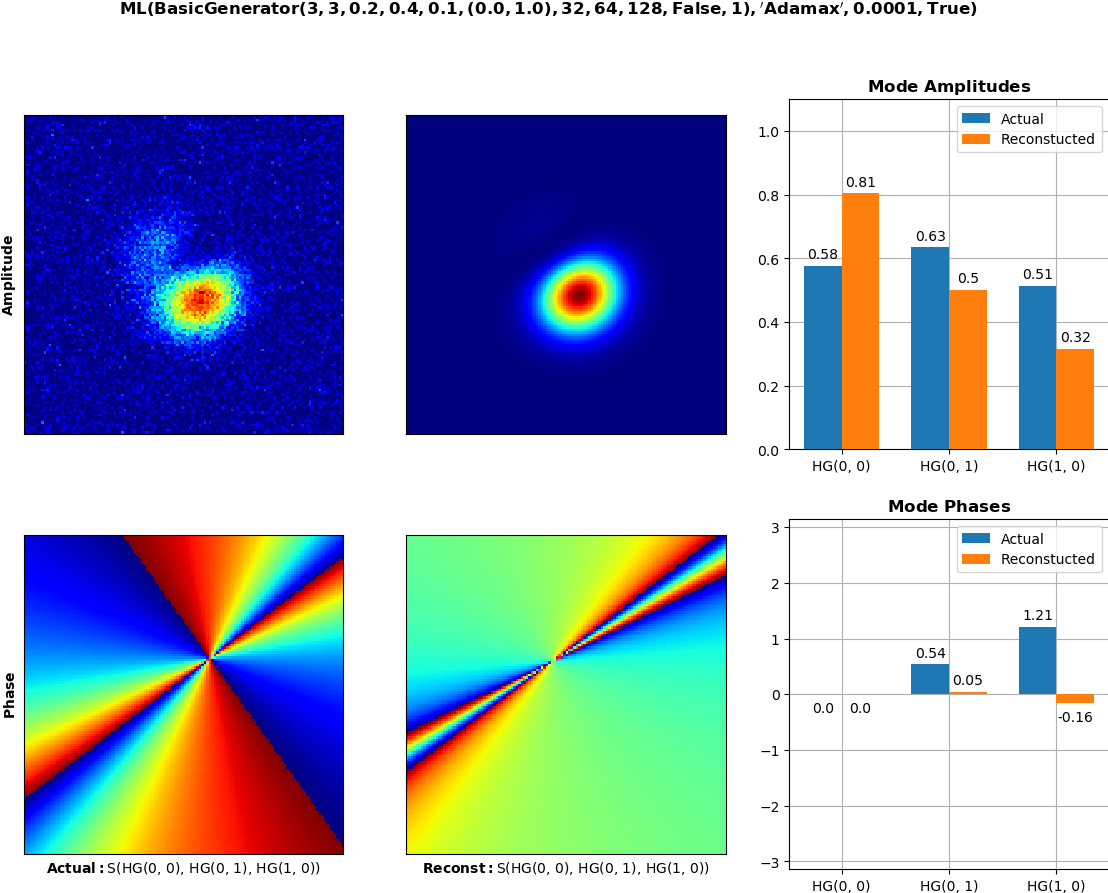 ML(BasicGenerator(3, 3, 0.2, 0.4, 0.1, (0.0, 1.0), 32, 64, 128, False, 1), ′Adamax′, 0.0001, True)
Amplitude
Mode Amplitudes
Actual
Reconstucted
1.0
0.8
0.6
0.4
0.2
0.0
0.58
0.81
0.63
0.5
0.51
0.32
HG(0, 0)
HG(0, 1)
HG(1, 0)
Phase
Actual: S(HG(0, 0), HG(0, 1), HG(1, 0))
Reconst: S(HG(0, 0), HG(0, 1), HG(1, 0))
Mode Phases
Actual
Reconstucted
3
2
1
0
−1
−2
−3
0.0
0.0
0.54
0.05
1.21
-0.16
HG(0, 0)
HG(0, 1)
HG(1, 0)